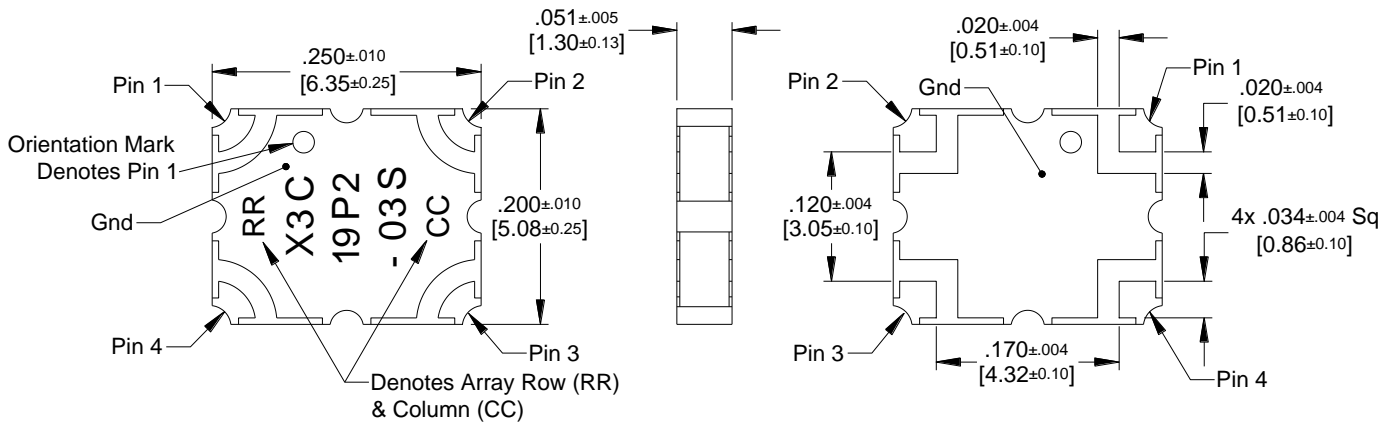 .250±.010
[6.35±0.25]
Pin 1
Pin 2
Orientation Mark
Denotes Pin 1
Gnd
RR
X3C
19P2
-03S
CC
.200±.010
[5.08±0.25]
Pin 4
Pin 3
Denotes Array Row (RR)
& Column (CC)
.051±.005
[1.30±0.13]
.020±.004
[0.51±0.10]
Pin 2
Gnd
Pin 1
.020±.004
[0.51±0.10]
.120±.004
[3.05±0.10]
4x .034±.004 Sq
[0.86±0.10]
Pin 3
.170±.004
[4.32±0.10]
Pin 4